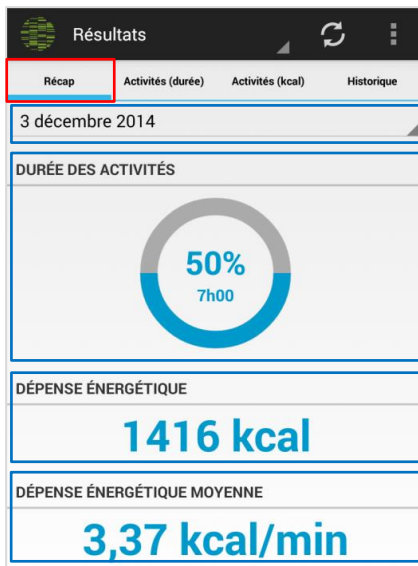 Résultats
Récap Activités (durée) Activités (kcal) Historique
3 décembre 2014
DURÉE DES ACTIVITÉS
50%
7h00
DÉPENSE ÉNERGÉTIQUE
1416 kcal
DÉPENSE ÉNERGÉTIQUE MOYENNE
3,37 kcal/min